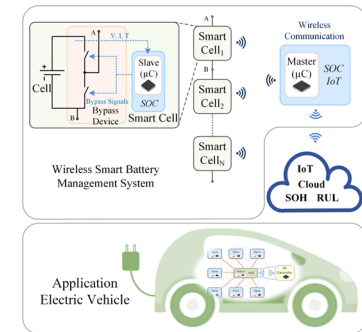 A
V, I, T
Slave
(µC)
SOC
Cell
Bypass Signals
B
Bypass
Device
Smart Cell
A
Smart
Cell1
B
Smart
Cell2
Smart
CellN
Wireless
Communication
Master
(µC)
SOC
IoT
Wireless Smart Battery
Management System
IoT
Cloud
SOH RUL
Application
Electric Vehicle